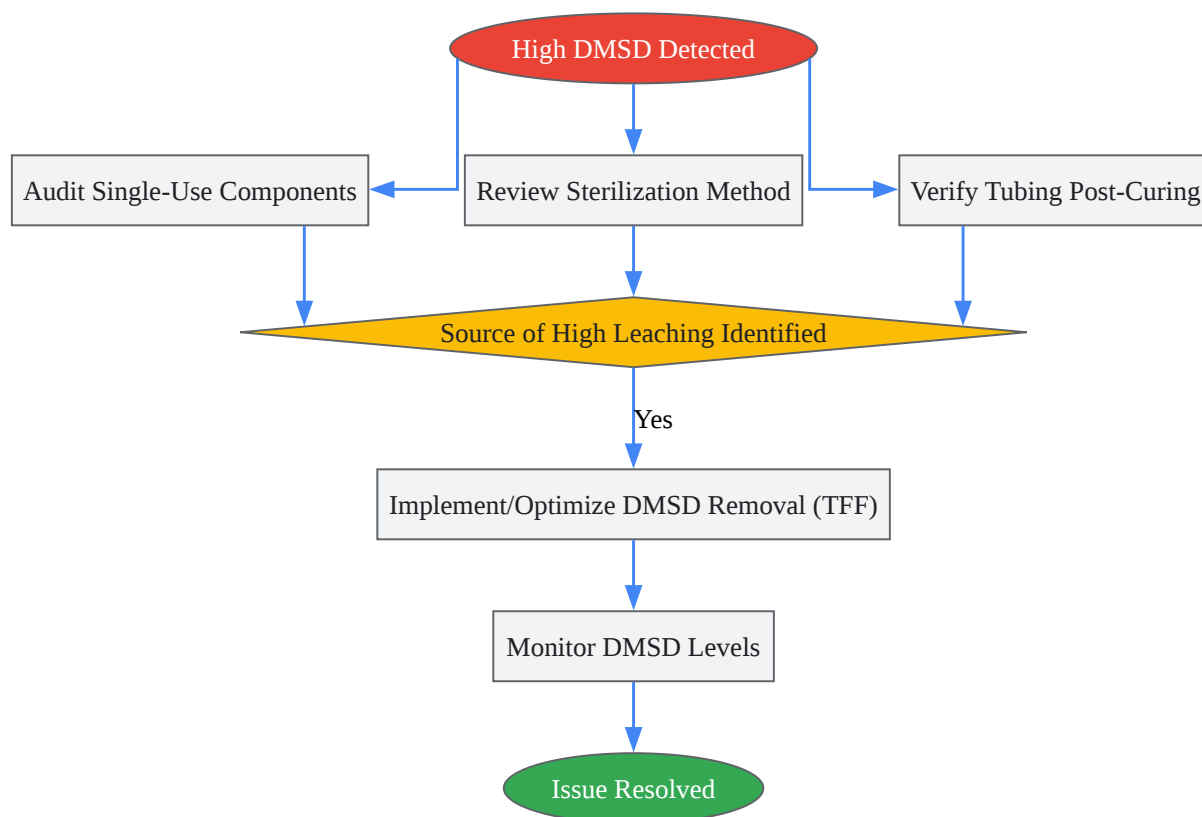 High DMSD Detected
Audit Single-Use Components
Review Sterilization Method
Verify Tubing Post-Curing
Source of High Leaching Identified
Yes
Implement/Optimize DMSD Removal (TFF)
Monitor DMSD Levels
Issue Resolved